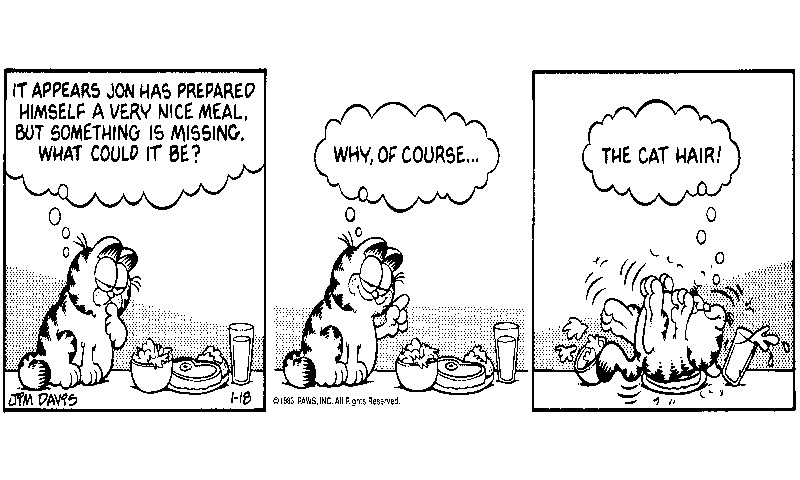 IT APPEARS JON HAS PREPARED
HIMSELF A VERY NICE MEAL,
BUT SOMETHING IS MISSING.
WHAT COULD IT BE?
JIM DAVIS
1-18
WHY, OF COURSE...
PAWS, INC. All Rights Reserved.
THE CAT HAIR!